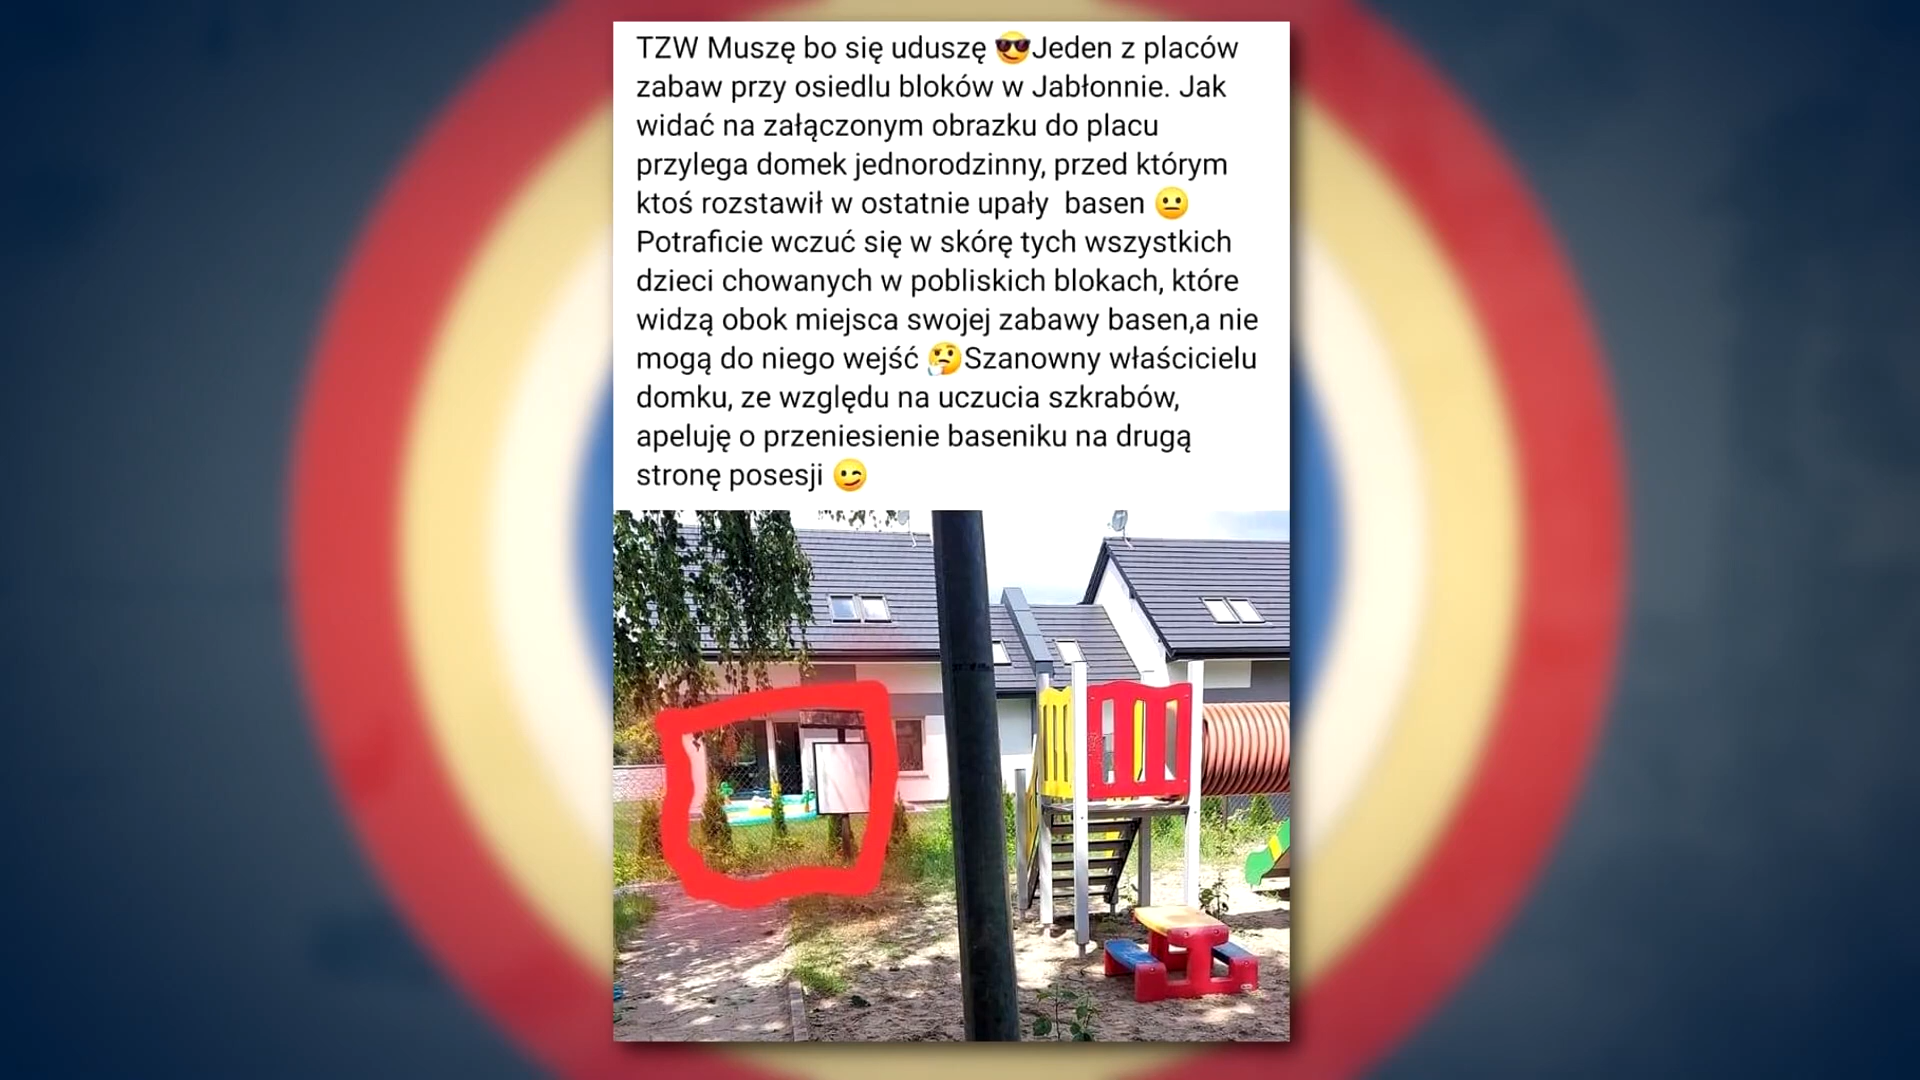 TZW Muszę bo się uduszę 😎Jeden z placów
zabaw przy osiedlu bloków w Jabłonnie. Jak
widać na załączonym obrazku do placu
przylega domek jednorodzinny, przed którym
ktoś rozstawił w ostatnie upały  basen 😐
Potraficie wczuć się w skórę tych wszystkich
dzieci chowanych w pobliskich blokach, które
widzą obok miejsca swojej zabawy basen,a nie
mogą do niego wejść 🤔Szanowny właścicielu
domku, ze względu na uczucia szkrabów,
apeluję o przeniesienie baseniku na drugą
stronę posesji 😉